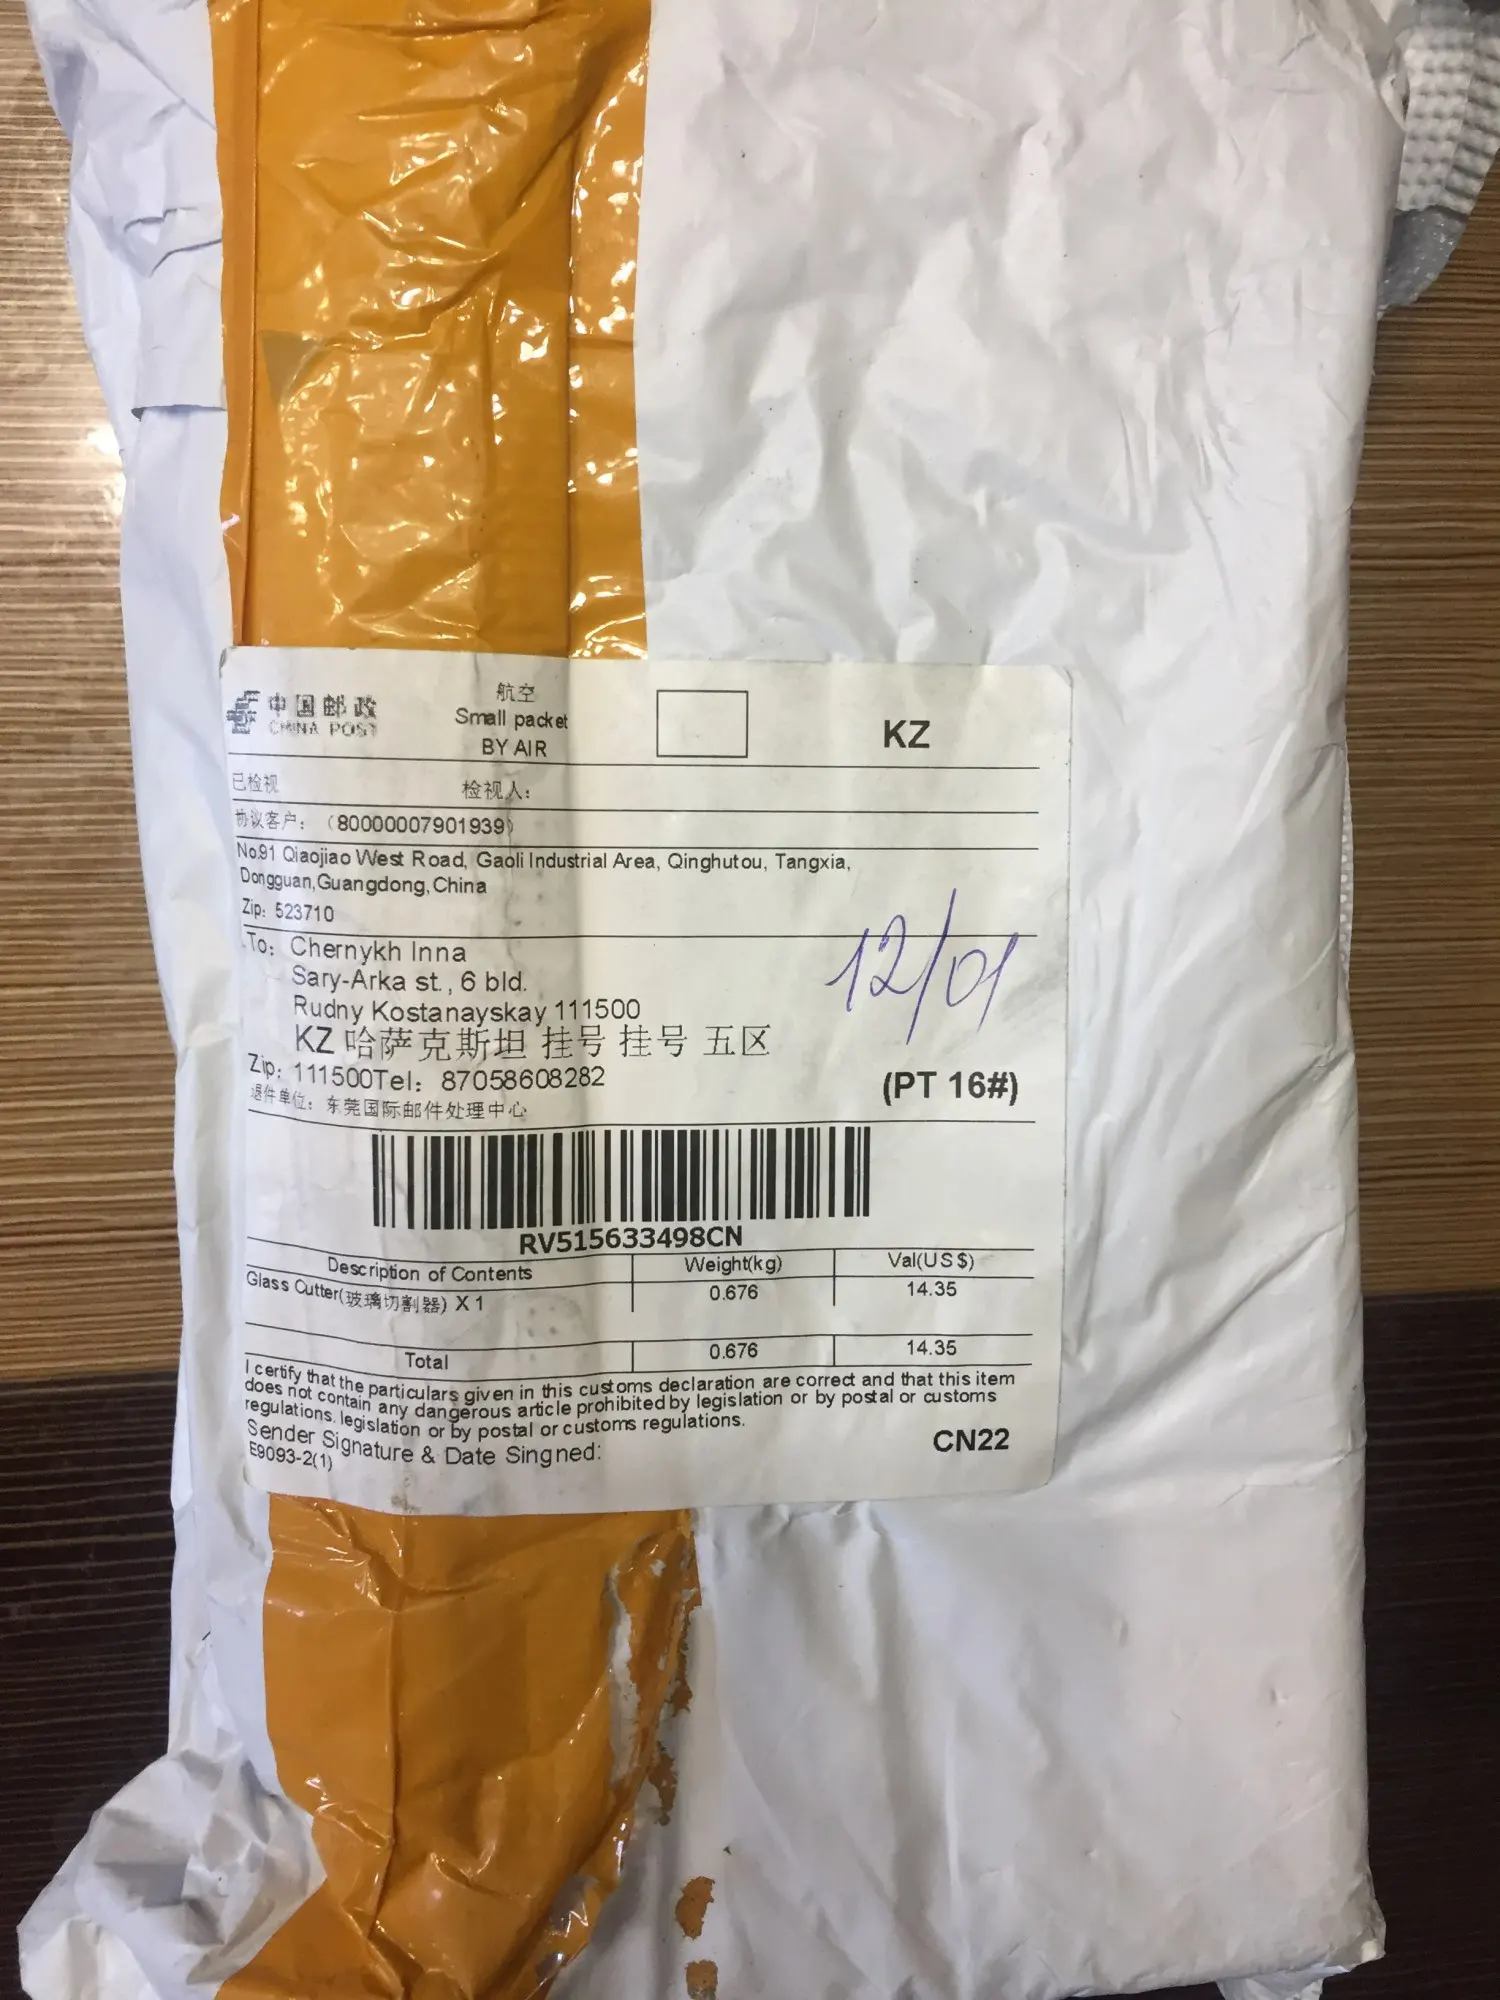 中国邮政
CHINA POST
航空
Small packet
BY AIR
KZ
已检视 检视人：
协议客户：（80000007901939）
No.91 Qiaojiao West Road, Gaoli Industrial Area, Qinghutou, Tangxia,
Dongguan,Guangdong,China
Zip: 523710
To: Chernykh Inna
Sary-Arka st., 6 bld.
Rudny Kostanayskay 111500
KZ 哈萨克斯坦 挂号 挂号 五区
Zip: 111500Tel: 87058608282
12/01
(PT 16#)
退件单位：东莞国际邮件处理中心
RV515633498CN
Description of Contents Weight(kg) Val(US$)
Glass Cutter(玻璃切割器) X 1 0.676 14.35
Total 0.676 14.35
I certify that the particulars given in this customs declaration are correct and that this item
does not contain any dangerous article prohibited by legislation or by postal or customs
regulations. legislation or by postal or customs regulations.
Sender Signature & Date Singned:
CN22
E9093-2(1)